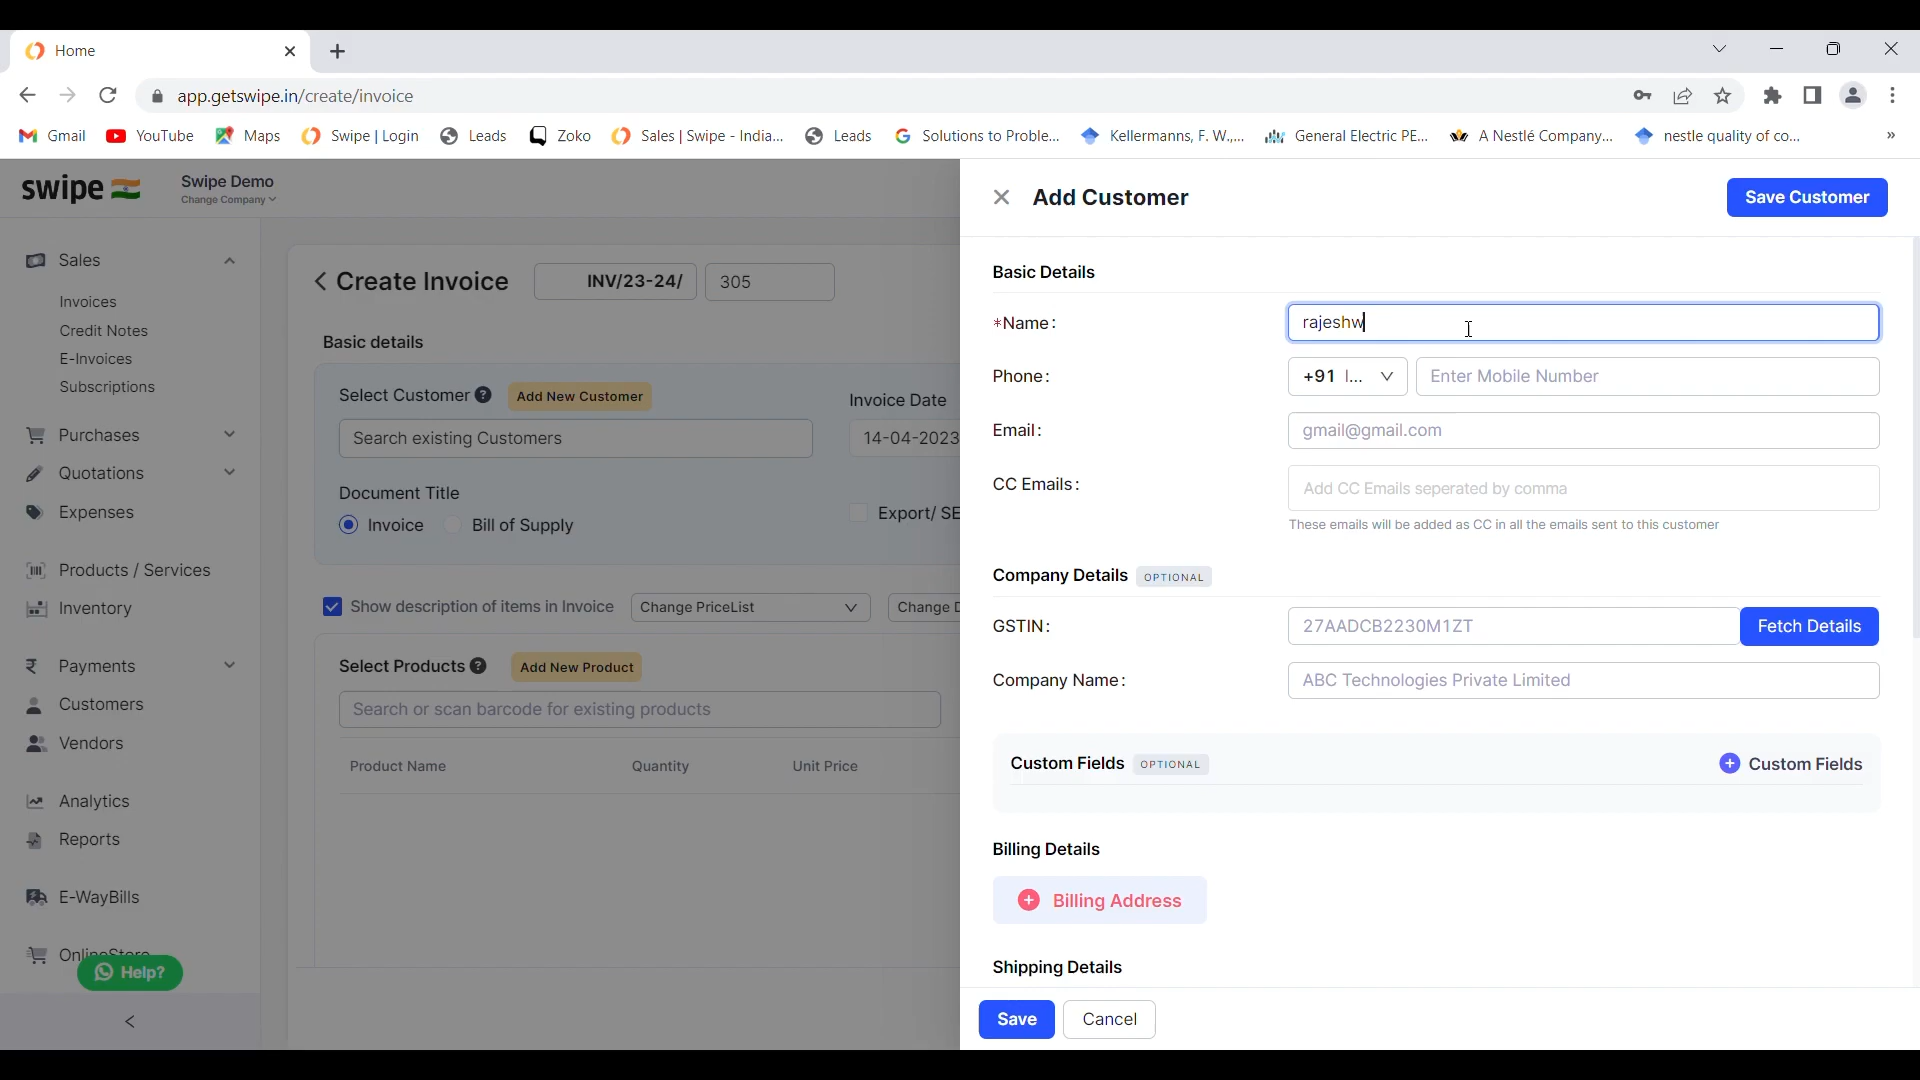 Home
app.getswipe.in/create/invoice
Gmail YouTube Maps Swipe | Login Leads Zoko Sales | Swipe - India... Leads Solutions to Proble... Kellermanns, F. W.,... General Electric PE... A Nestlé Company... nestle quality of co... »
swipe
Swipe Demo
Change Company
Add Customer
Save Customer
Sales
Invoices
Credit Notes
E-Invoices
Subscriptions
Purchases
Quotations
Expenses
Products / Services
Inventory
Payments
Customers
Vendors
Analytics
Reports
E-WayBills
OnlineStore
Help?
Create Invoice INV/23-24/ 305
Basic details
Select Customer ? Add New Customer
Invoice Date
Search existing Customers
14-04-2023
Document Title
Invoice Bill of Supply
Export/ SE
Show description of items in Invoice Change PriceList Change D
Select Products ? Add New Product
Search or scan barcode for existing products
Product Name Quantity Unit Price
Basic Details
*Name: rajeshw
Phone: +91 I... Enter Mobile Number
Email: gmail@gmail.com
CC Emails: Add CC Emails seperated by comma
These emails will be added as CC in all the emails sent to this customer
Company Details OPTIONAL
GSTIN: 27AADCB2230M1ZT Fetch Details
Company Name: ABC Technologies Private Limited
Custom Fields OPTIONAL Custom Fields
Billing Details
Billing Address
Shipping Details
Save Cancel